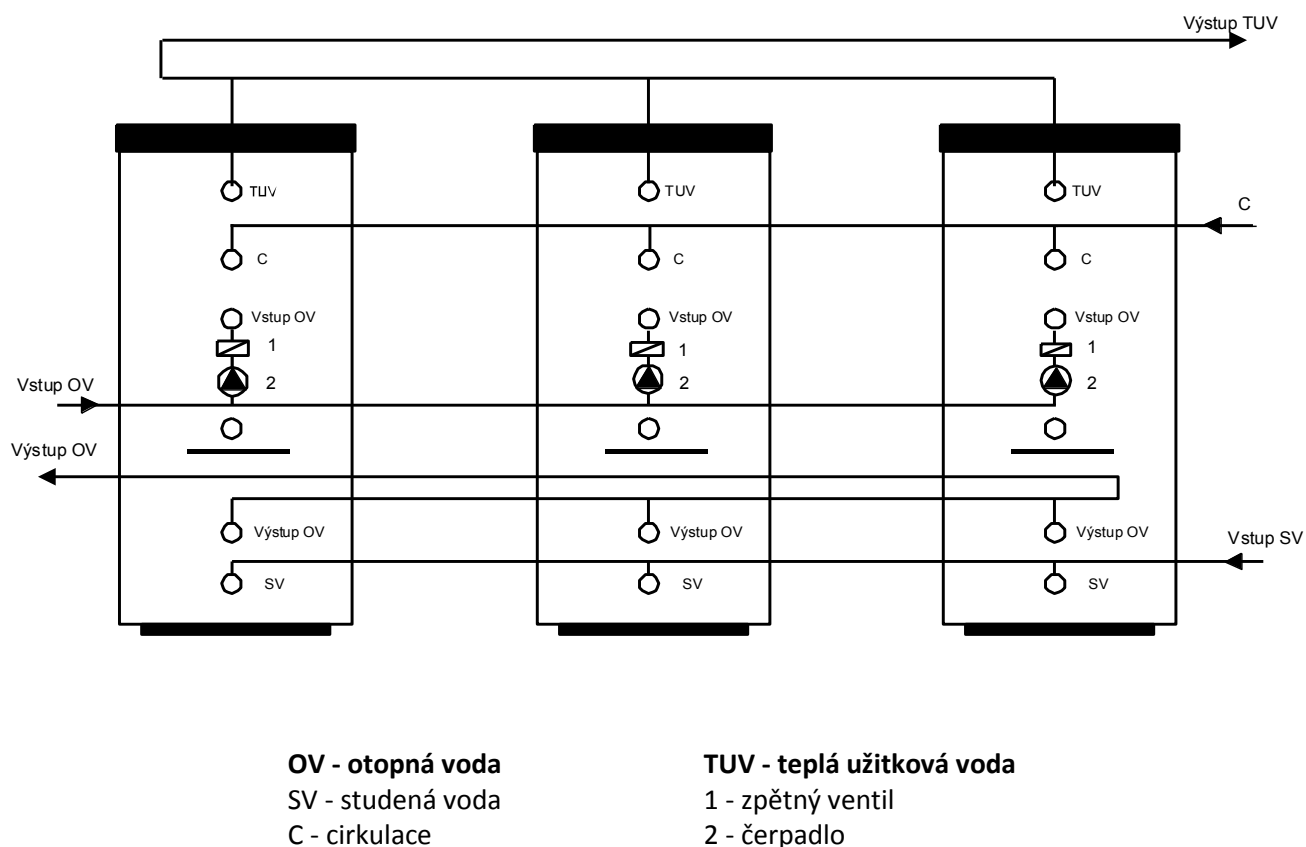 Výstup TUV
TUV TUV TUV
C
C C C
Vstup OV Vstup OV Vstup OV
1 1 1
Vstup OV 2 2 2
Výstup OV
Výstup OV Výstup OV Výstup OV
Vstup SV
SV SV SV
OV - otopná voda TUV - teplá užitková voda
SV - studená voda 1 - zpětný ventil
C - cirkulace 2 - čerpadlo